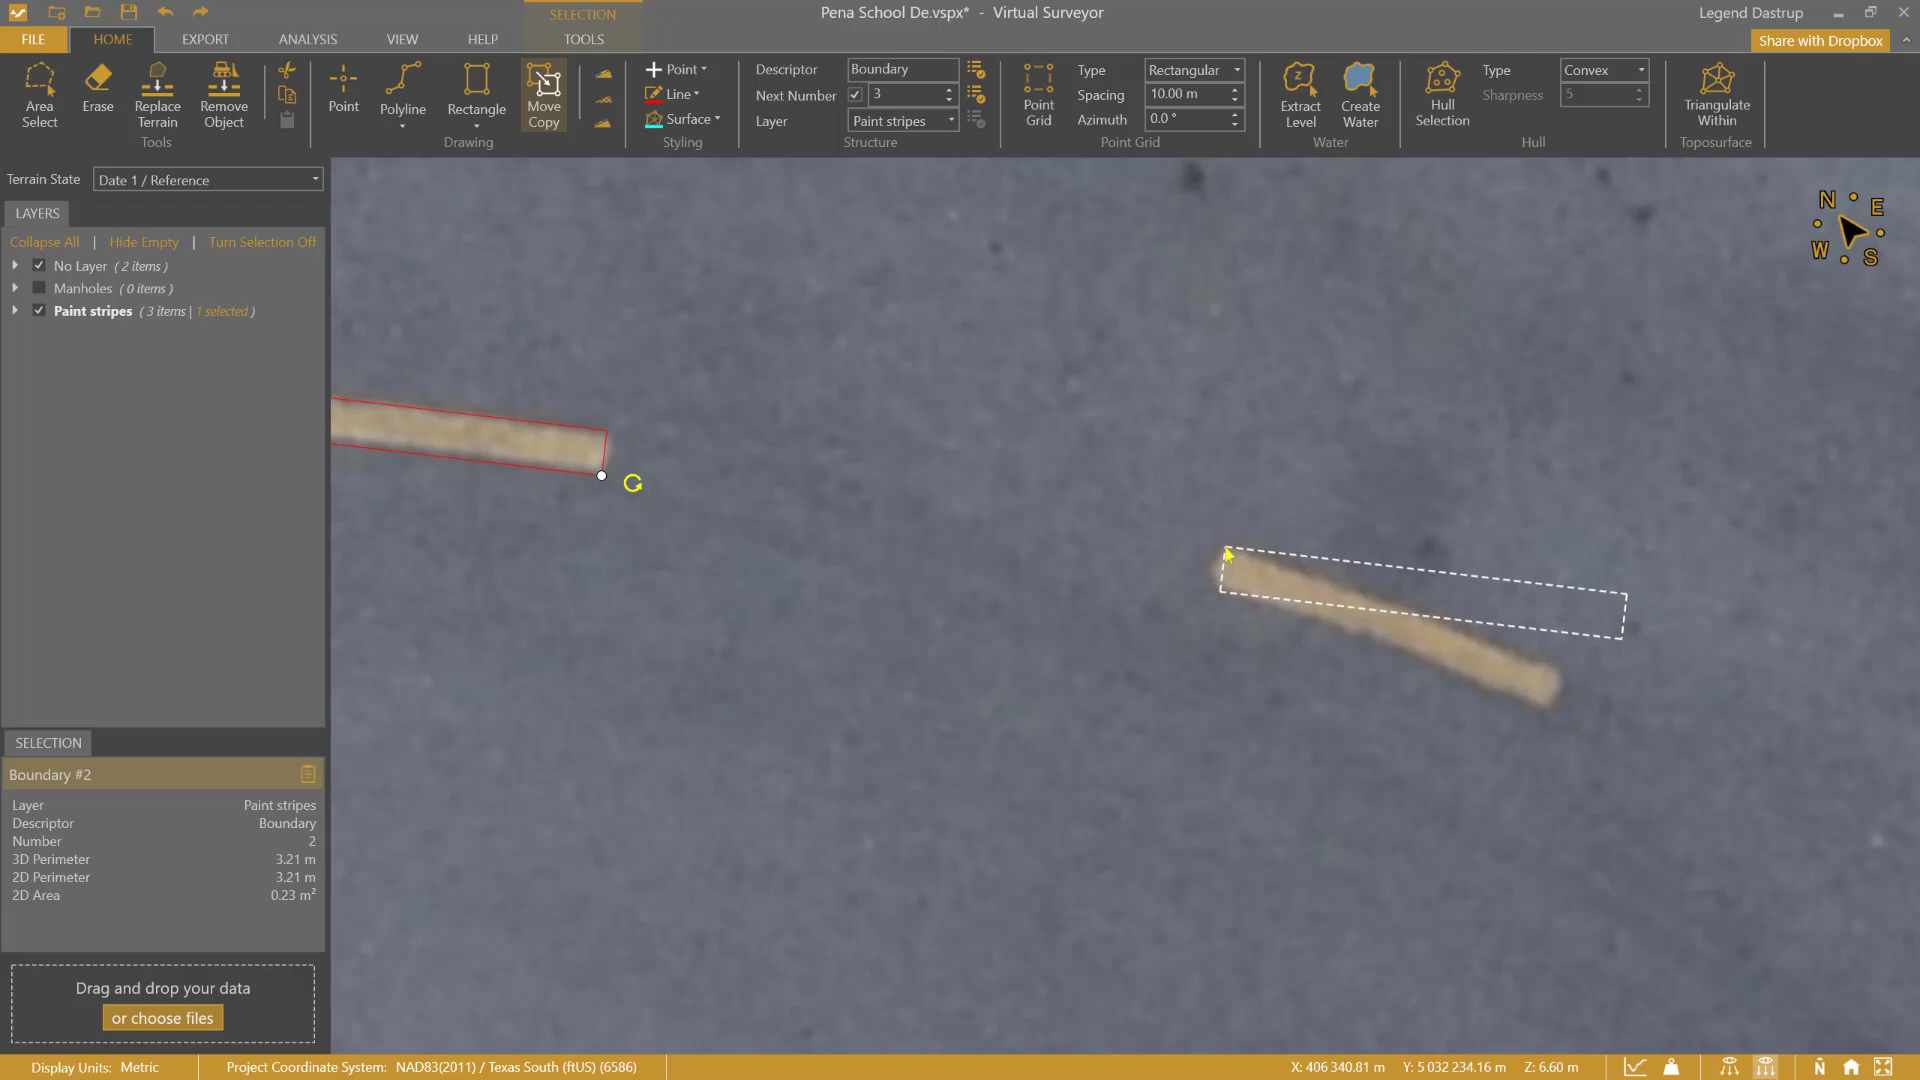 Pena School De.vspx* - Virtual Surveyor
Legend Dastrup
SELECTION
FILE
HOME
EXPORT
ANALYSIS
VIEW
HELP
TOOLS
Share with Dropbox
Area Select
Erase
Replace Terrain
Remove Object
Tools
Point
Polyline
Rectangle
Move Copy
Drawing
Point
Line
Surface
Styling
Descriptor Boundary
Next Number 3
Layer Paint stripes
Structure
Point Grid
Type Rectangular
Spacing 10.00 m
Azimuth 0.0 °
Point Grid
Extract Level
Create Water
Water
Hull Selection
Type Convex
Sharpness 5
Hull
Triangulate Within
Toposurface
Terrain State Date 1 / Reference
LAYERS
Collapse All | Hide Empty | Turn Selection Off
No Layer ( 2 items )
Manholes ( 0 items )
Paint stripes ( 3 items | 1 selected )
N
E
W
S
SELECTION
Boundary #2
Layer Paint stripes
Descriptor Boundary
Number 2
3D Perimeter 3.21 m
2D Perimeter 3.21 m
2D Area 0.23 m²
Drag and drop your data
or choose files
Display Units: Metric
Project Coordinate System: NAD83(2011) / Texas South (ftUS) (6586)
X: 406 340.81 m Y: 5 032 234.16 m Z: 6.60 m